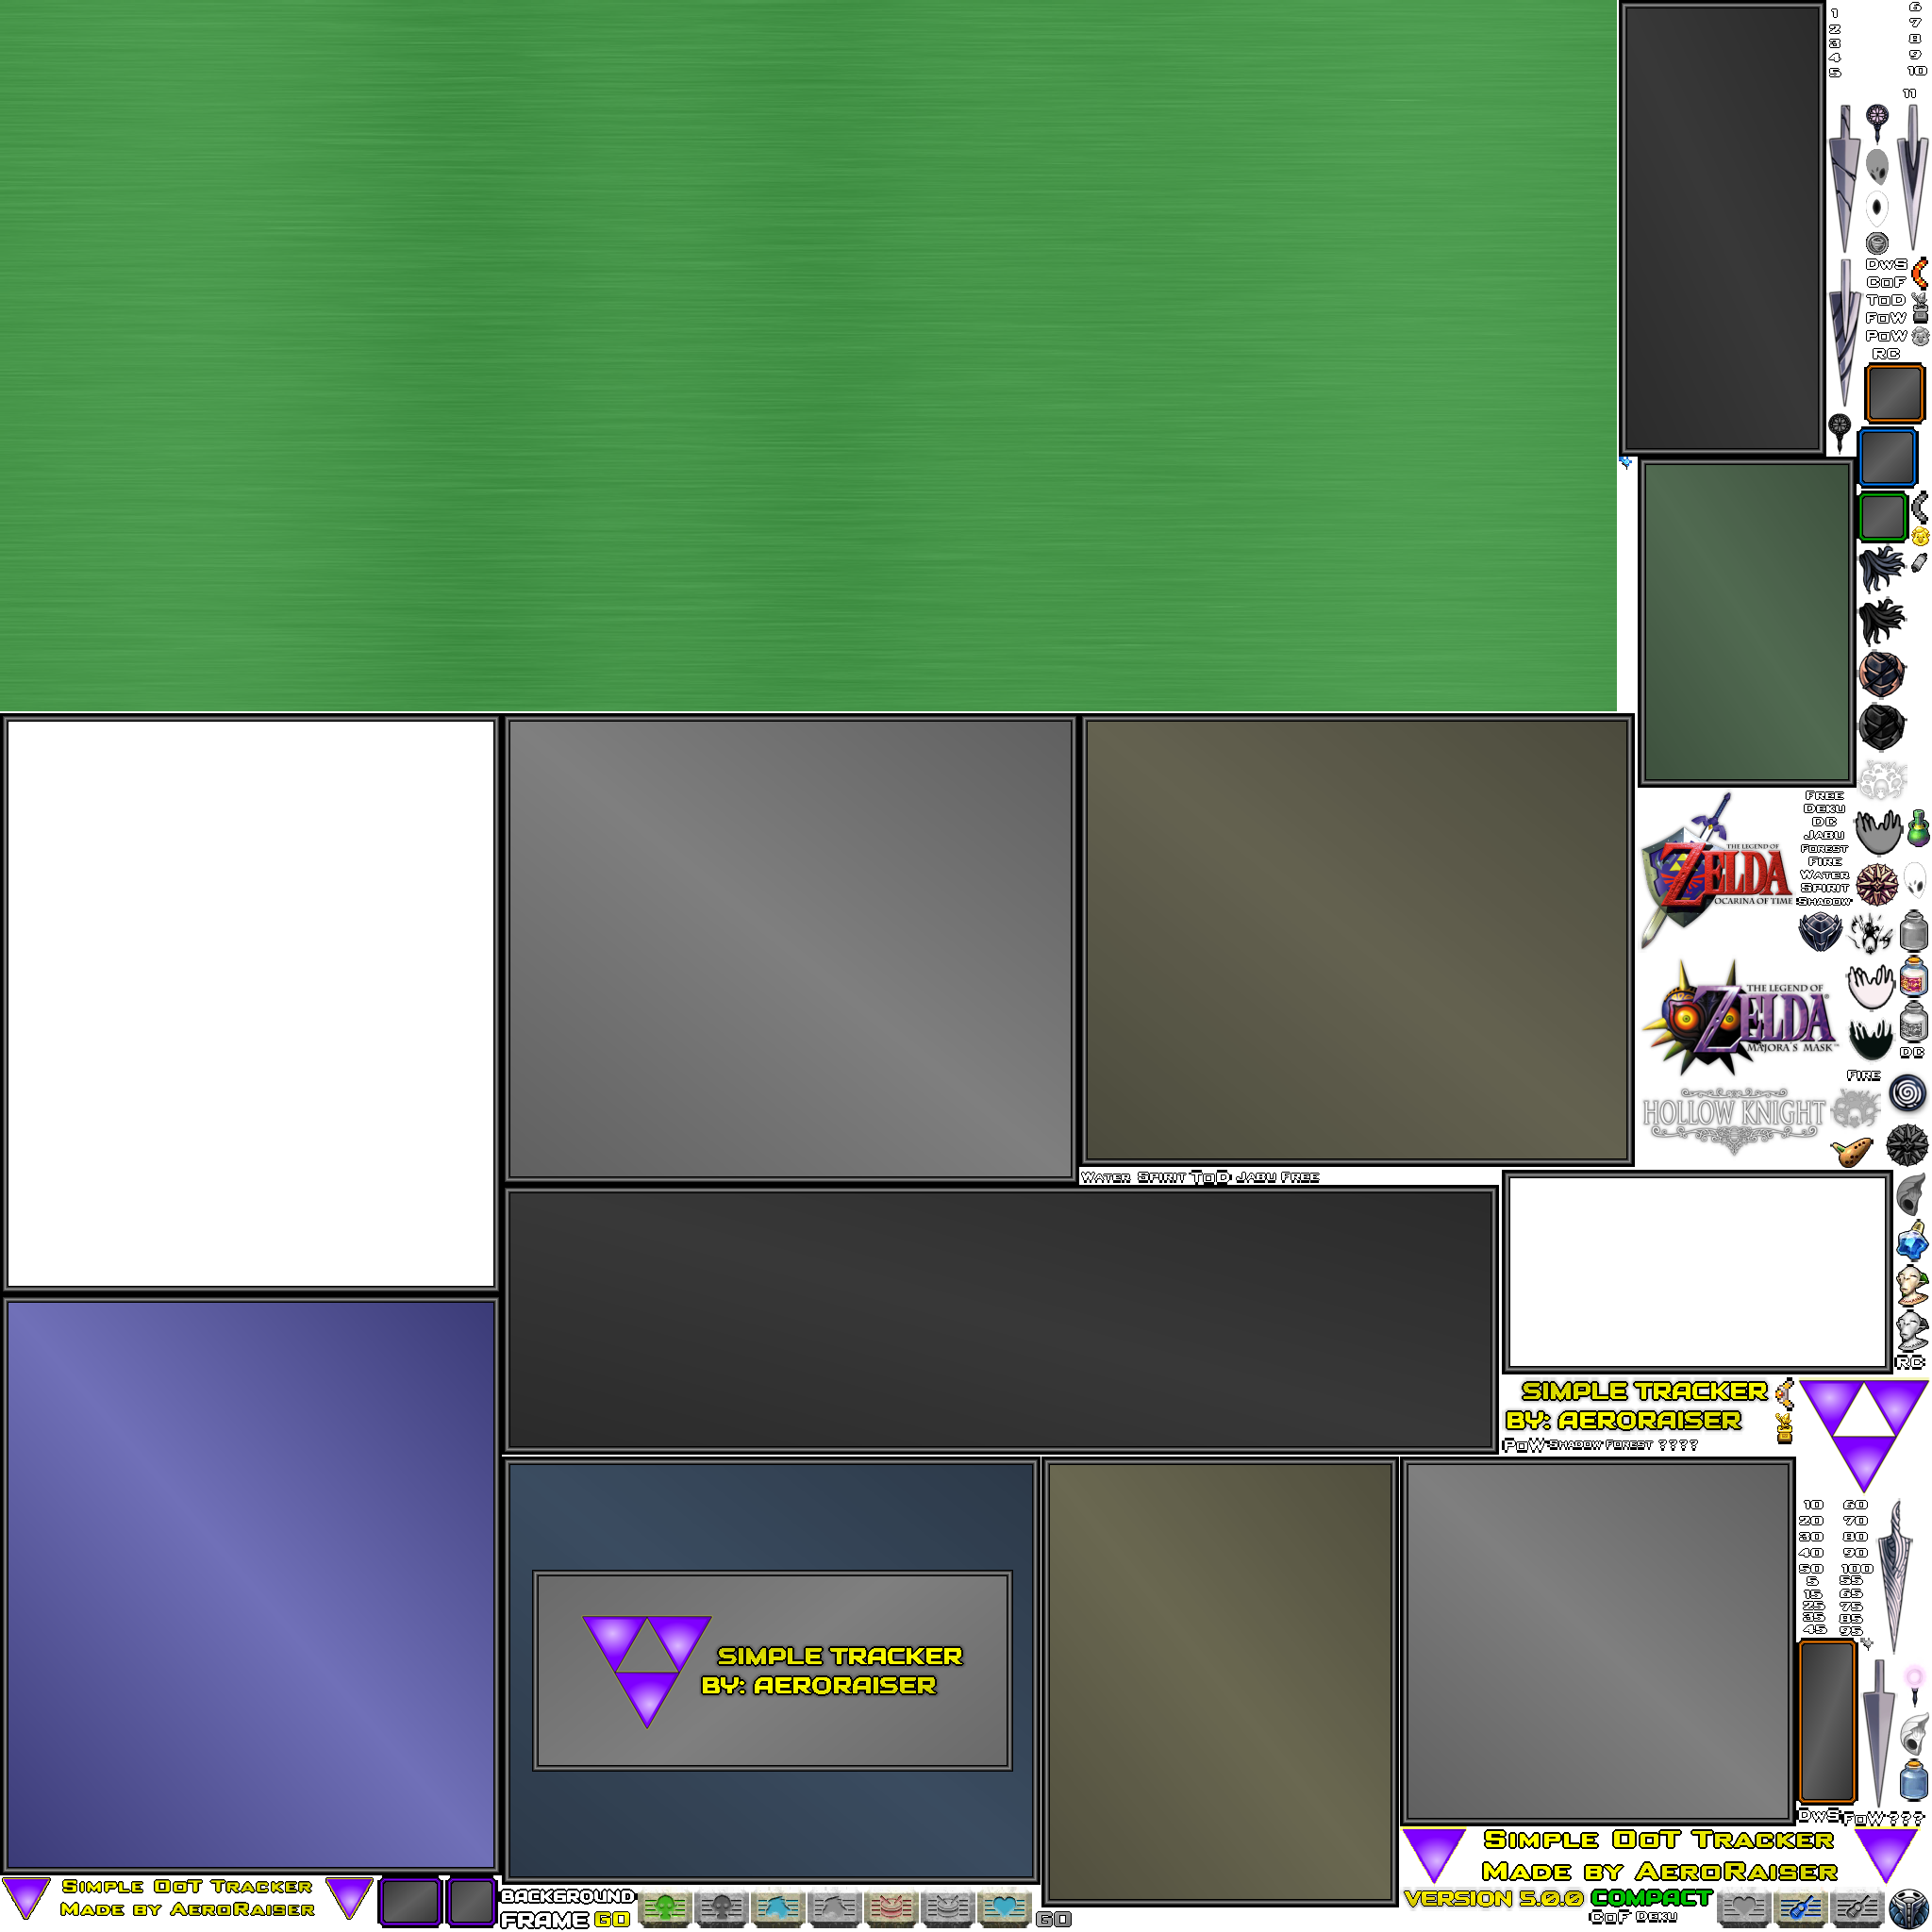 1
2
3
4
5
6
7
8
9
10
11
DwS
CoF
ToD
FoW
PoW
RC
Free
Deku
DC
Jabu
Forest
Fire
Water
Spirit
Shadow
THE LEGEND OF
ZELDA
OCARINA OF TIME
THE LEGEND OF
ZELDA
MAJORA'S MASK™
DC
Fire
HOLLOW KNIGHT
Water Spirit ToD Jabu Free
RC
SIMPLE TRACKER
BY: AERORAISER
PoW Shadow Forest ????
10 60
20 70
30 80
40 90
50 100
5 55
15 65
25 75
35 85
45 95
SIMPLE TRACKER
BY: AERORAISER
DwS FoW ???
Simple OoT Tracker
Made by AeroRaiser
Simple OoT Tracker
Made by AeroRaiser
BACKGROUND
FRAME GO
GO
VERSION 5.0.0 COMPACT
CoF Deku